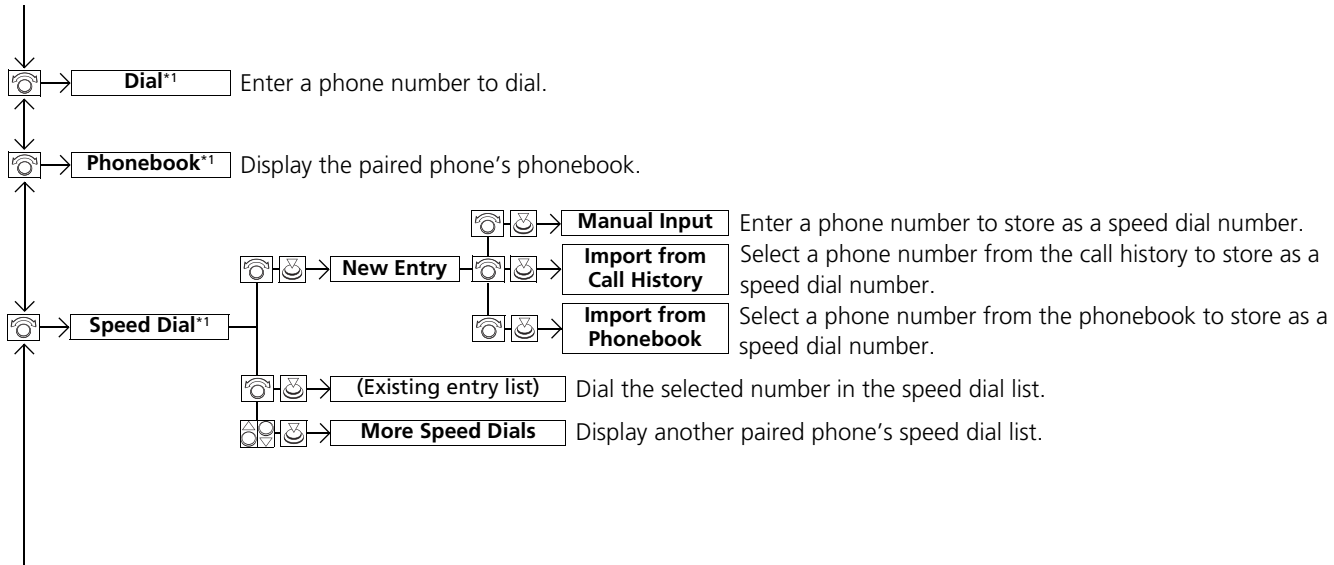 Dial*1 Enter a phone number to dial.
Phonebook*1 Display the paired phone’s phonebook.
Manual Input Enter a phone number to store as a speed dial number.
New Entry
Import from
Call History
Select a phone number from the call history to store as a
speed dial number.
Speed Dial*1
Import from
Phonebook
Select a phone number from the phonebook to store as a
speed dial number.
(Existing entry list) Dial the selected number in the speed dial list.
More Speed Dials Display another paired phone’s speed dial list.